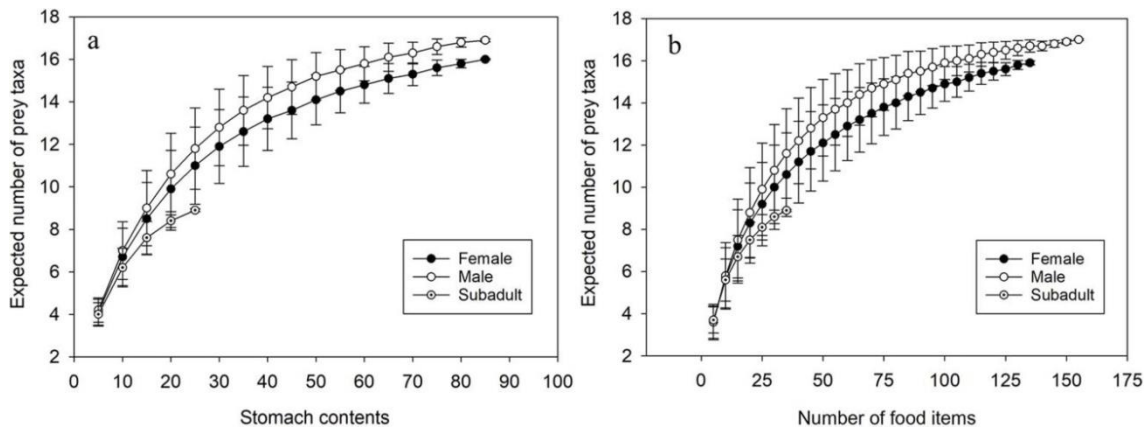 a
Expected number of prey taxa
18
16
14
12
10
8
6
4
2
0 10 20 30 40 50 60 70 80 90 100
Stomach contents
Female
Male
Subadult
b
Expected number of prey taxa
18
16
14
12
10
8
6
4
2
0 25 50 75 100 125 150 175
Number of food items
Female
Male
Subadult